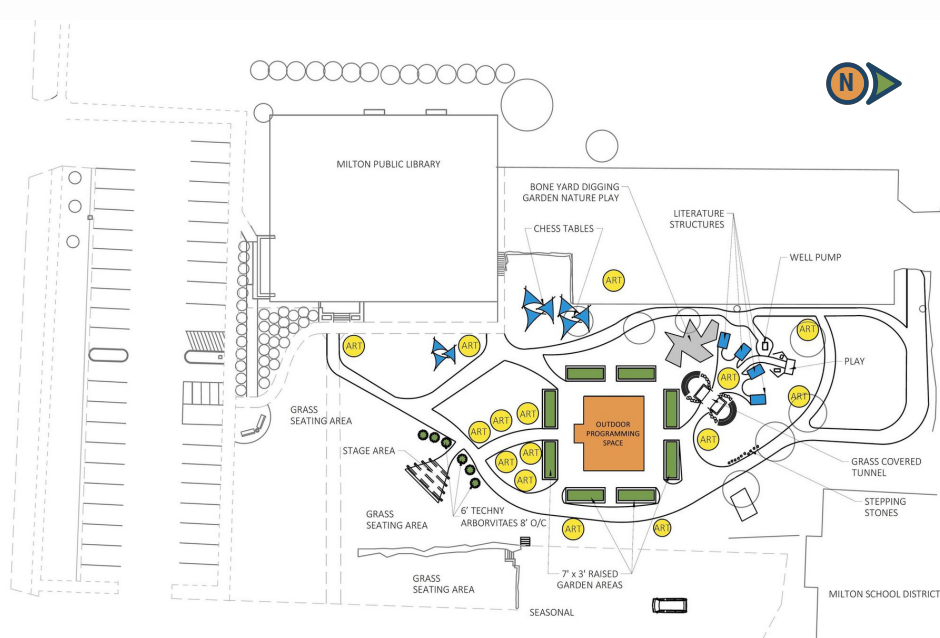 N
MILTON PUBLIC LIBRARY
BONE YARD DIGGING
GARDEN NATURE PLAY
LITERATURE
STRUCTURES
CHESS TABLES
WELL PUMP
ART
ART
ART
ART
PLAY
ART
ART
GRASS
SEATING AREA
ART
ART
ART
ART
OUTDOOR
PROGRAMMING
SPACE
ART
STAGE AREA
ART
ART
GRASS COVERED
TUNNEL
GRASS
SEATING AREA
6' TECHNY
ARBORVITAES 8' O/C
STEPPING
STONES
ART
ART
GRASS
SEATING AREA
7' x 3' RAISED
GARDEN AREAS
MILTON SCHOOL DISTRICT
SEASONAL